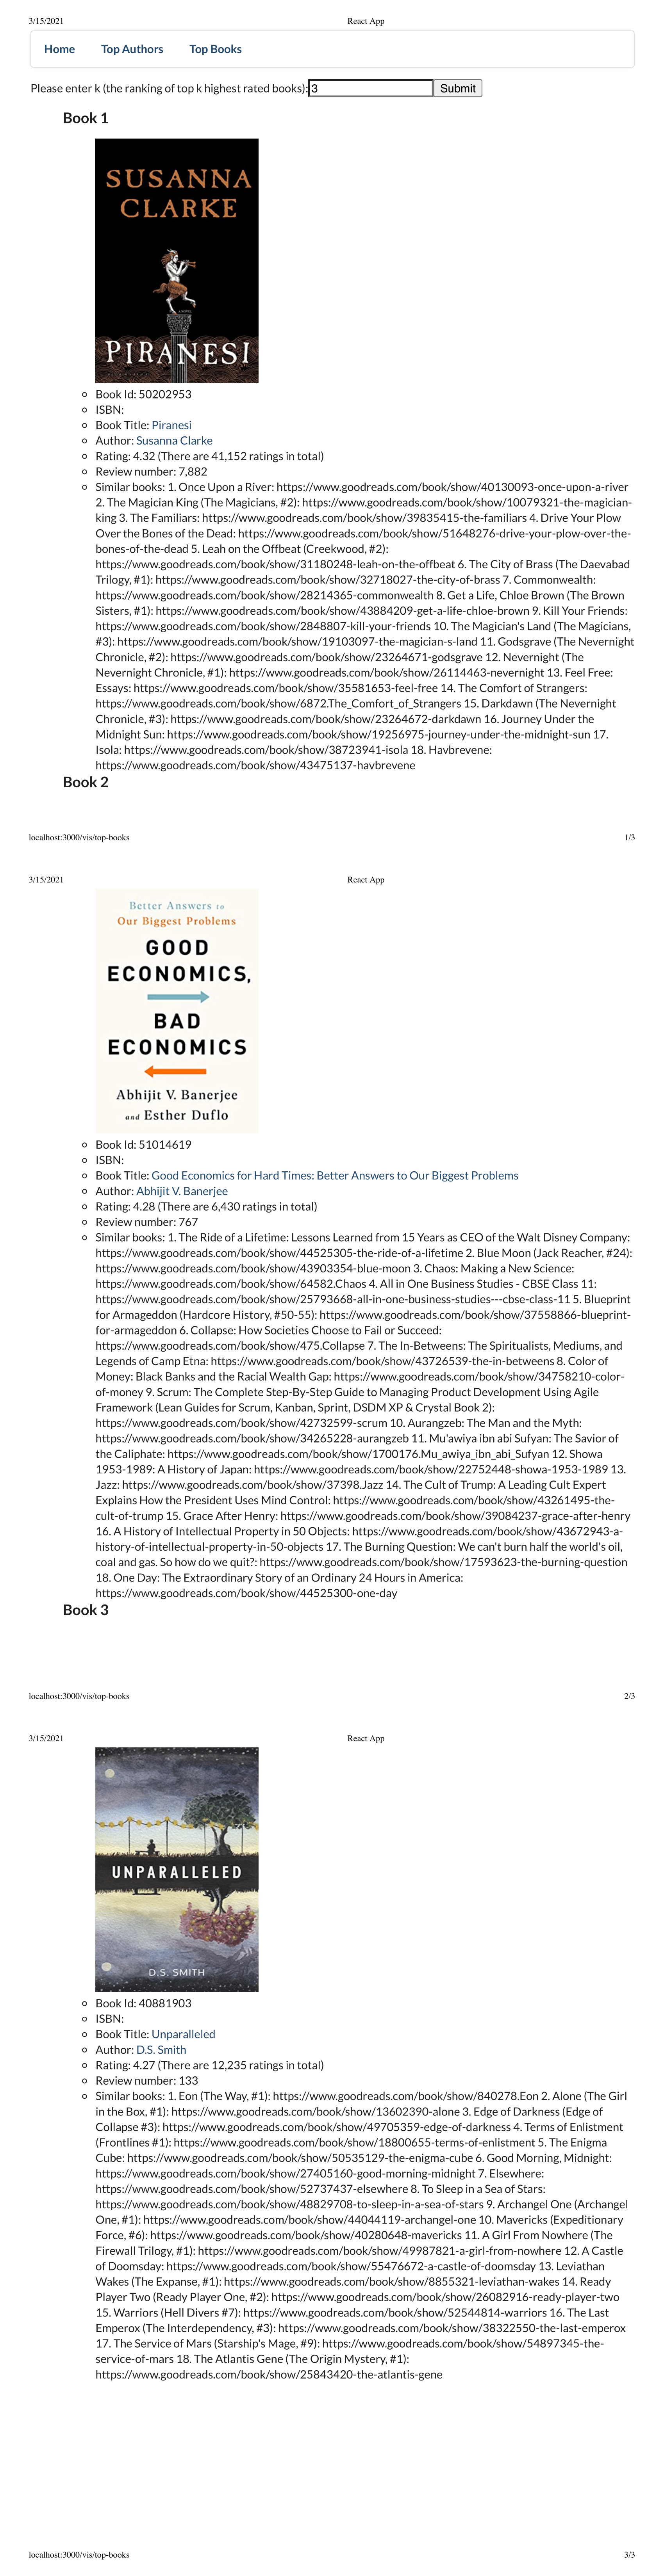 3/15/2021 React App
Home Top Authors Top Books
Please enter k (the ranking of top k highest rated books): 3 Submit
Book 1
SUSANNA
CLARKE
A NOVEL
PIRANESI
Book Id: 50202953
ISBN:
Book Title: Piranesi
Author: Susanna Clarke
Rating: 4.32 (There are 41,152 ratings in total)
Review number: 7,882
Similar books: 1. Once Upon a River: https://www.goodreads.com/book/show/40130093-once-upon-a-river
2. The Magician King (The Magicians, #2): https://www.goodreads.com/book/show/10079321-the-magician-
king 3. The Familiars: https://www.goodreads.com/book/show/39835415-the-familiars 4. Drive Your Plow
Over the Bones of the Dead: https://www.goodreads.com/book/show/51648276-drive-your-plow-over-the-
bones-of-the-dead 5. Leah on the Offbeat (Creekwood, #2):
https://www.goodreads.com/book/show/31180248-leah-on-the-offbeat 6. The City of Brass (The Daevabad
Trilogy, #1): https://www.goodreads.com/book/show/32718027-the-city-of-brass 7. Commonwealth:
https://www.goodreads.com/book/show/28214365-commonwealth 8. Get a Life, Chloe Brown (The Brown
Sisters, #1): https://www.goodreads.com/book/show/43884209-get-a-life-chloe-brown 9. Kill Your Friends:
https://www.goodreads.com/book/show/2848807-kill-your-friends 10. The Magician's Land (The Magicians,
#3): https://www.goodreads.com/book/show/19103097-the-magician-s-land 11. Godsgrave (The Nevernight
Chronicle, #2): https://www.goodreads.com/book/show/23264671-godsgrave 12. Nevernight (The
Nevernight Chronicle, #1): https://www.goodreads.com/book/show/26114463-nevernight 13. Feel Free:
Essays: https://www.goodreads.com/book/show/35581653-feel-free 14. The Comfort of Strangers:
https://www.goodreads.com/book/show/6872.The_Comfort_of_Strangers 15. Darkdawn (The Nevernight
Chronicle, #3): https://www.goodreads.com/book/show/23264672-darkdawn 16. Journey Under the
Midnight Sun: https://www.goodreads.com/book/show/19256975-journey-under-the-midnight-sun 17.
Isola: https://www.goodreads.com/book/show/38723941-isola 18. Havbrevene:
https://www.goodreads.com/book/show/43475137-havbrevene
Book 2
localhost:3000/vis/top-books 1/3
3/15/2021 React App
Better Answers to
Our Biggest Problems
GOOD
ECONOMICS,
BAD
ECONOMICS
Abhijit V. Banerjee
and Esther Duflo
Book Id: 51014619
ISBN:
Book Title: Good Economics for Hard Times: Better Answers to Our Biggest Problems
Author: Abhijit V. Banerjee
Rating: 4.28 (There are 6,430 ratings in total)
Review number: 767
Similar books: 1. The Ride of a Lifetime: Lessons Learned from 15 Years as CEO of the Walt Disney Company:
https://www.goodreads.com/book/show/44525305-the-ride-of-a-lifetime 2. Blue Moon (Jack Reacher, #24):
https://www.goodreads.com/book/show/43903354-blue-moon 3. Chaos: Making a New Science:
https://www.goodreads.com/book/show/64582.Chaos 4. All in One Business Studies - CBSE Class 11:
https://www.goodreads.com/book/show/25793668-all-in-one-business-studies---cbse-class-11 5. Blueprint
for Armageddon (Hardcore History, #50-55): https://www.goodreads.com/book/show/37558866-blueprint-
for-armageddon 6. Collapse: How Societies Choose to Fail or Succeed:
https://www.goodreads.com/book/show/475.Collapse 7. The In-Betweens: The Spiritualists, Mediums, and
Legends of Camp Etna: https://www.goodreads.com/book/show/43726539-the-in-betweens 8. Color of
Money: Black Banks and the Racial Wealth Gap: https://www.goodreads.com/book/show/34758210-color-
of-money 9. Scrum: The Complete Step-By-Step Guide to Managing Product Development Using Agile
Framework (Lean Guides for Scrum, Kanban, Sprint, DSDM XP & Crystal Book 2):
https://www.goodreads.com/book/show/42732599-scrum 10. Aurangzeb: The Man and the Myth:
https://www.goodreads.com/book/show/34265228-aurangzeb 11. Mu'awiya ibn abi Sufyan: The Savior of
the Caliphate: https://www.goodreads.com/book/show/1700176.Mu_awiya_ibn_abi_Sufyan 12. Showa
1953-1989: A History of Japan: https://www.goodreads.com/book/show/22752448-showa-1953-1989 13.
Jazz: https://www.goodreads.com/book/show/37398.Jazz 14. The Cult of Trump: A Leading Cult Expert
Explains How the President Uses Mind Control: https://www.goodreads.com/book/show/43261495-the-
cult-of-trump 15. Grace After Henry: https://www.goodreads.com/book/show/39084237-grace-after-henry
16. A History of Intellectual Property in 50 Objects: https://www.goodreads.com/book/show/43672943-a-
history-of-intellectual-property-in-50-objects 17. The Burning Question: We can't burn half the world's oil,
coal and gas. So how do we quit?: https://www.goodreads.com/book/show/17593623-the-burning-question
18. One Day: The Extraordinary Story of an Ordinary 24 Hours in America:
https://www.goodreads.com/book/show/44525300-one-day
Book 3
localhost:3000/vis/top-books 2/3
3/15/2021 React App
UNPARALLELED
D.S. SMITH
Book Id: 40881903
ISBN:
Book Title: Unparalleled
Author: D.S. Smith
Rating: 4.27 (There are 12,235 ratings in total)
Review number: 133
Similar books: 1. Eon (The Way, #1): https://www.goodreads.com/book/show/840278.Eon 2. Alone (The Girl
in the Box, #1): https://www.goodreads.com/book/show/13602390-alone 3. Edge of Darkness (Edge of
Collapse #3): https://www.goodreads.com/book/show/49705359-edge-of-darkness 4. Terms of Enlistment
(Frontlines #1): https://www.goodreads.com/book/show/18800655-terms-of-enlistment 5. The Enigma
Cube: https://www.goodreads.com/book/show/50535129-the-enigma-cube 6. Good Morning, Midnight:
https://www.goodreads.com/book/show/27405160-good-morning-midnight 7. Elsewhere:
https://www.goodreads.com/book/show/52737437-elsewhere 8. To Sleep in a Sea of Stars:
https://www.goodreads.com/book/show/48829708-to-sleep-in-a-sea-of-stars 9. Archangel One (Archangel
One, #1): https://www.goodreads.com/book/show/44044119-archangel-one 10. Mavericks (Expeditionary
Force, #6): https://www.goodreads.com/book/show/40280648-mavericks 11. A Girl From Nowhere (The
Firewall Trilogy, #1): https://www.goodreads.com/book/show/49987821-a-girl-from-nowhere 12. A Castle
of Doomsday: https://www.goodreads.com/book/show/55476672-a-castle-of-doomsday 13. Leviathan
Wakes (The Expanse, #1): https://www.goodreads.com/book/show/8855321-leviathan-wakes 14. Ready
Player Two (Ready Player One, #2): https://www.goodreads.com/book/show/26082916-ready-player-two
15. Warriors (Hell Divers #7): https://www.goodreads.com/book/show/52544814-warriors 16. The Last
Emperox (The Interdependency, #3): https://www.goodreads.com/book/show/38322550-the-last-emperox
17. The Service of Mars (Starship's Mage, #9): https://www.goodreads.com/book/show/54897345-the-
service-of-mars 18. The Atlantis Gene (The Origin Mystery, #1):
https://www.goodreads.com/book/show/25843420-the-atlantis-gene
localhost:3000/vis/top-books 3/3